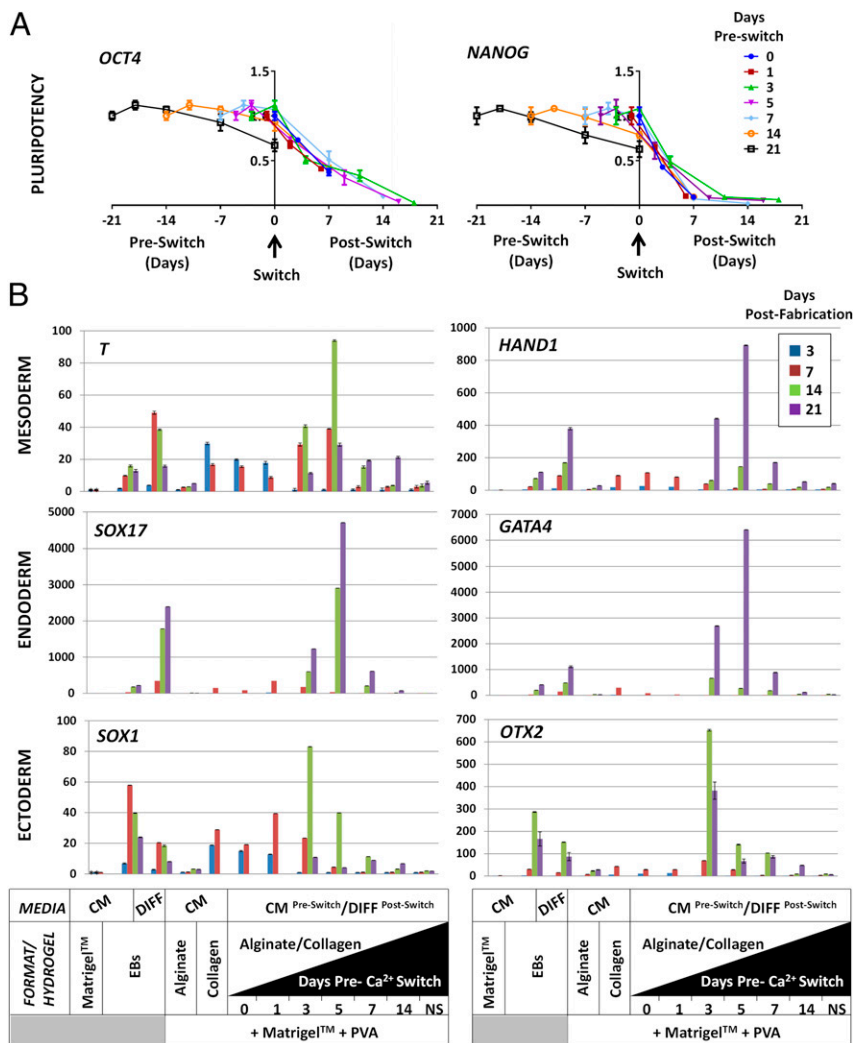 A
OCT4
NANOG
Days
Pre-switch
0
1
3
5
7
14
21
PLURIPOTENCY
1.5
0.5
-21 -14 -7 0 7 14 21
Pre-Switch
(Days)
Switch
Post-Switch
(Days)
1.5
0.5
-21 -14 -7 0 7 14 21
Pre-Switch
(Days)
Switch
Post-Switch
(Days)
B
Days
Post-Fabrication
3
7
14
21
MESODERM
T
100
80
60
40
20
0
HAND1
1000
800
600
400
200
0
ENDODERM
SOX17
5000
4000
3000
2000
1000
0
GATA4
7000
6000
5000
4000
3000
2000
1000
0
ECTODERM
SOX1
100
80
60
40
20
0
OTX2
700
600
500
400
300
200
100
0
MEDIA CM DIFF CM CM Pre-Switch/DIFF Post-Switch
FORMAT/
HYDROGEL
Matrigel™
EBs
Alginate
Collagen
Alginate/Collagen
Days Pre- Ca2+ Switch
0 1 3 5 7 14 NS
+ Matrigel™ + PVA
CM DIFF CM CM Pre-Switch/DIFF Post-Switch
Matrigel™
EBs
Alginate
Collagen
Alginate/Collagen
Days Pre- Ca2+ Switch
0 1 3 5 7 14 NS
+ Matrigel™ + PVA